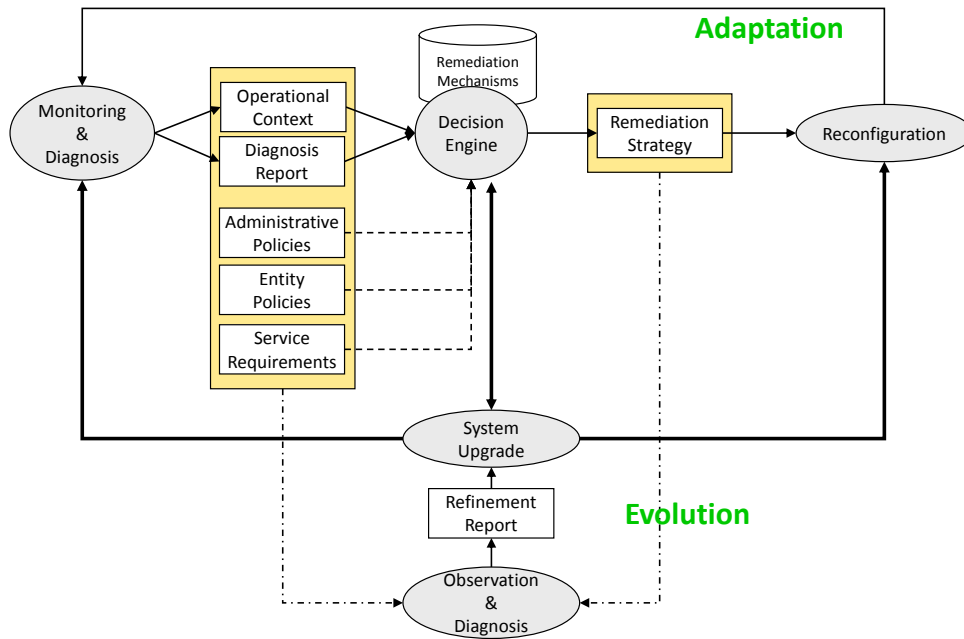 Adaptation
Remediation
Mechanisms
Monitoring
&
Diagnosis
Operational
Context
Diagnosis
Report
Administrative
Policies
Entity
Policies
Service
Requirements
Decision
Engine
Remediation
Strategy
Reconfiguration
System
Upgrade
Refinement
Report
Evolution
Observation
&
Diagnosis